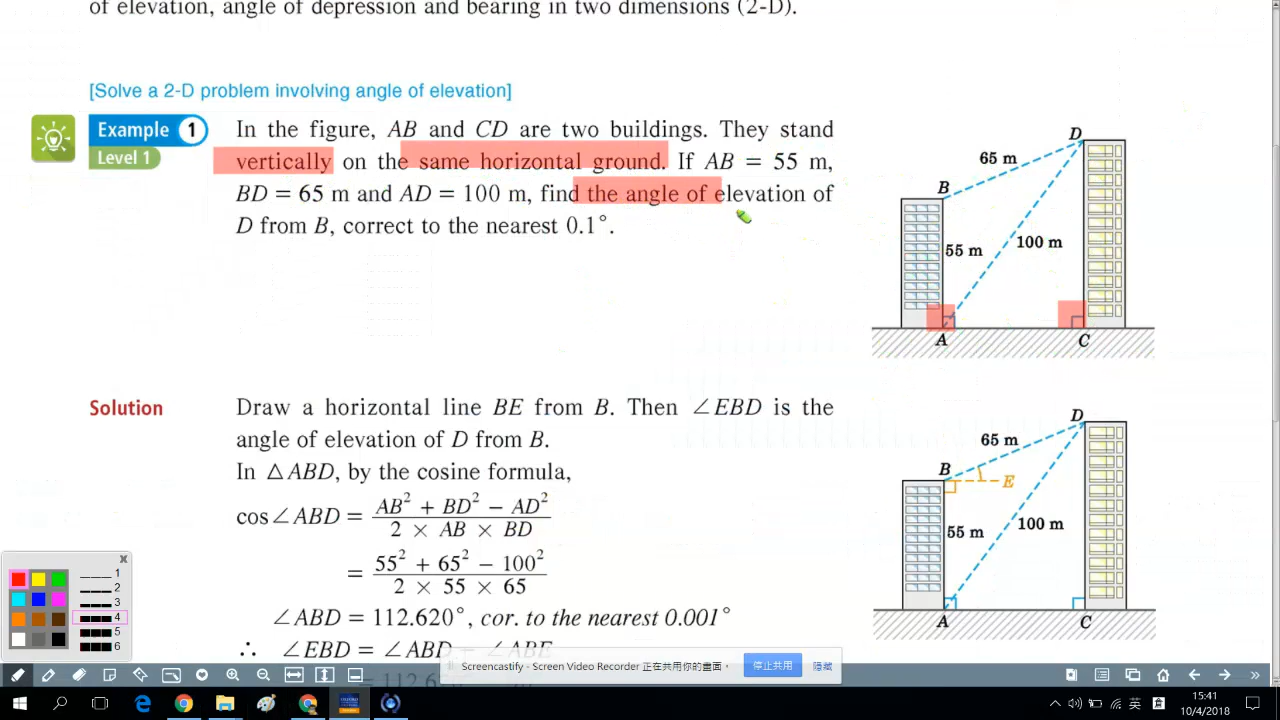 of elevation, angle of depression and bearing in two dimensions (2-D).
[Solve a 2-D problem involving angle of elevation]
Example 1
Level 1
In the figure, AB and CD are two buildings. They stand
vertically on the same horizontal ground. If AB = 55 m,
BD = 65 m and AD = 100 m, find the angle of elevation of
D from B, correct to the nearest 0.1°.
D
65 m
B
100 m
55 m
A
C
Solution
Draw a horizontal line BE from B. Then ∠EBD is the
angle of elevation of D from B.
In △ABD, by the cosine formula,
cos∠ABD = (AB² + BD² − AD²) / (2 × AB × BD)
= (55² + 65² − 100²) / (2 × 55 × 65)
∠ABD = 112.620°, cor. to the nearest 0.001°
∴ ∠EBD = ∠ABD − ∠ABE
D
65 m
B
E
100 m
55 m
A
C
x
1
2
3
4
5
6
Screencastify - Screen Video Recorder 正在共用你的畫面。
停止共用
隱藏
英
15:41
10/4/2018